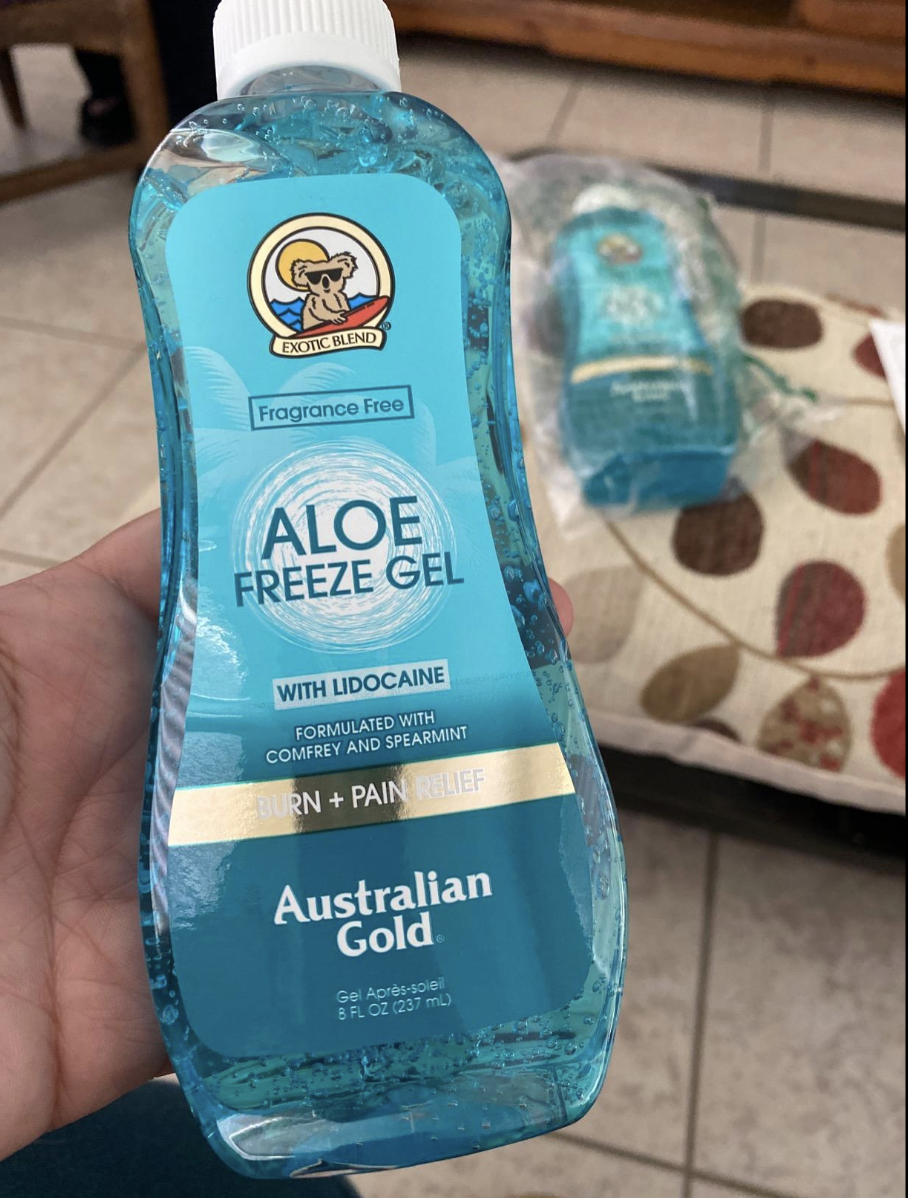 EXOTIC BLEND®
Fragrance Free
ALOE
FREEZE GEL
WITH LIDOCAINE
FORMULATED WITH
COMFREY AND SPEARMINT
BURN + PAIN RELIEF
Australian
Gold®
Gel Après-soleil
8 FL OZ (237 mL)
Australian